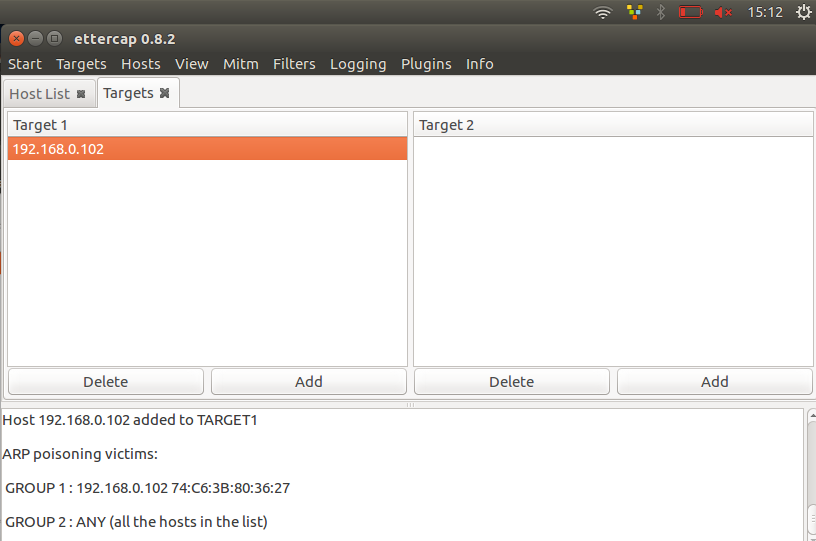 15:12
ettercap 0.8.2
Start Targets Hosts View Mitm Filters Logging Plugins Info
Host List Targets
Target 1 Target 2
192.168.0.102
Delete Add Delete Add
Host 192.168.0.102 added to TARGET1
ARP poisoning victims:
GROUP 1 : 192.168.0.102 74:C6:3B:80:36:27
GROUP 2 : ANY (all the hosts in the list)